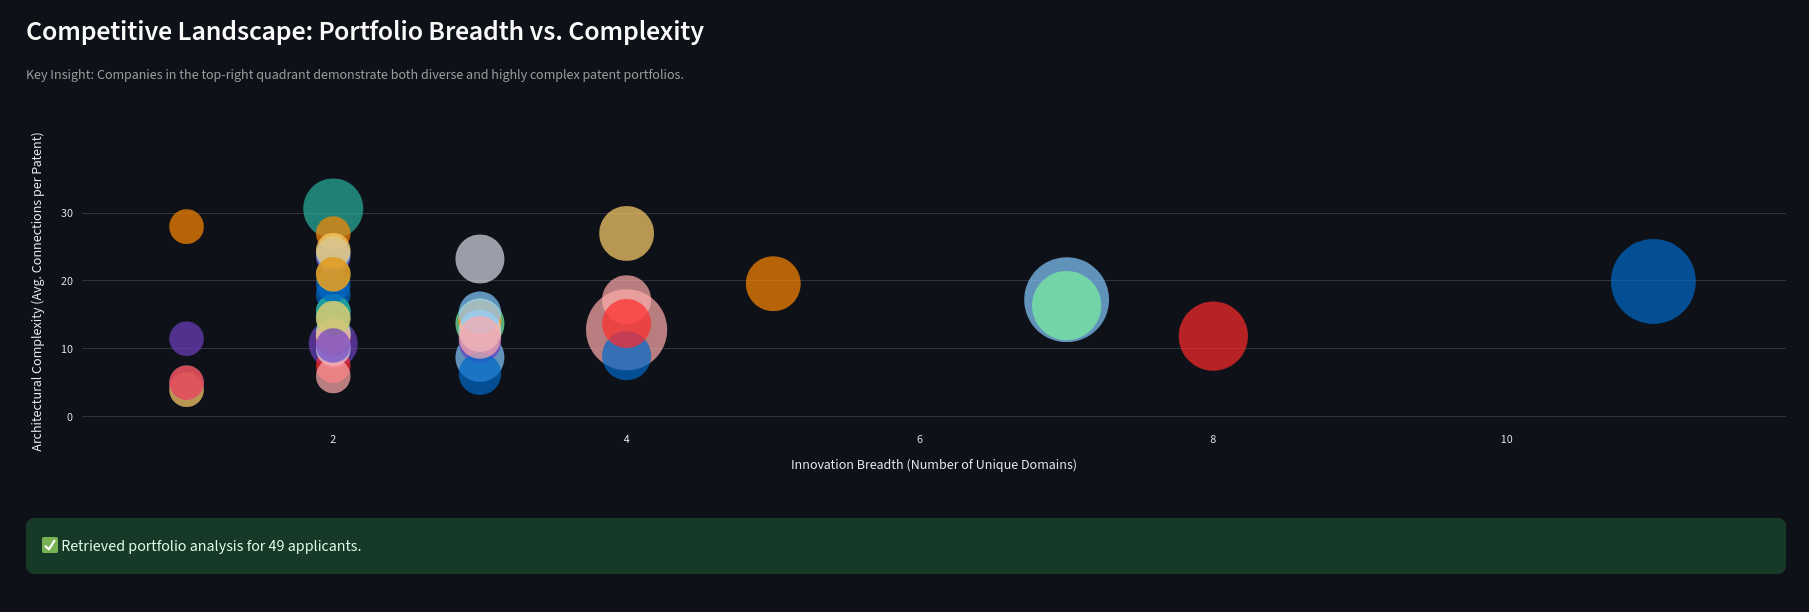 Competitive Landscape: Portfolio Breadth vs. Complexity
Key Insight: Companies in the top-right quadrant demonstrate both diverse and highly complex patent portfolios.
Architectural Complexity (Avg. Connections per Patent)
30
20
10
0
2
4
6
8
10
Innovation Breadth (Number of Unique Domains)
✅ Retrieved portfolio analysis for 49 applicants.